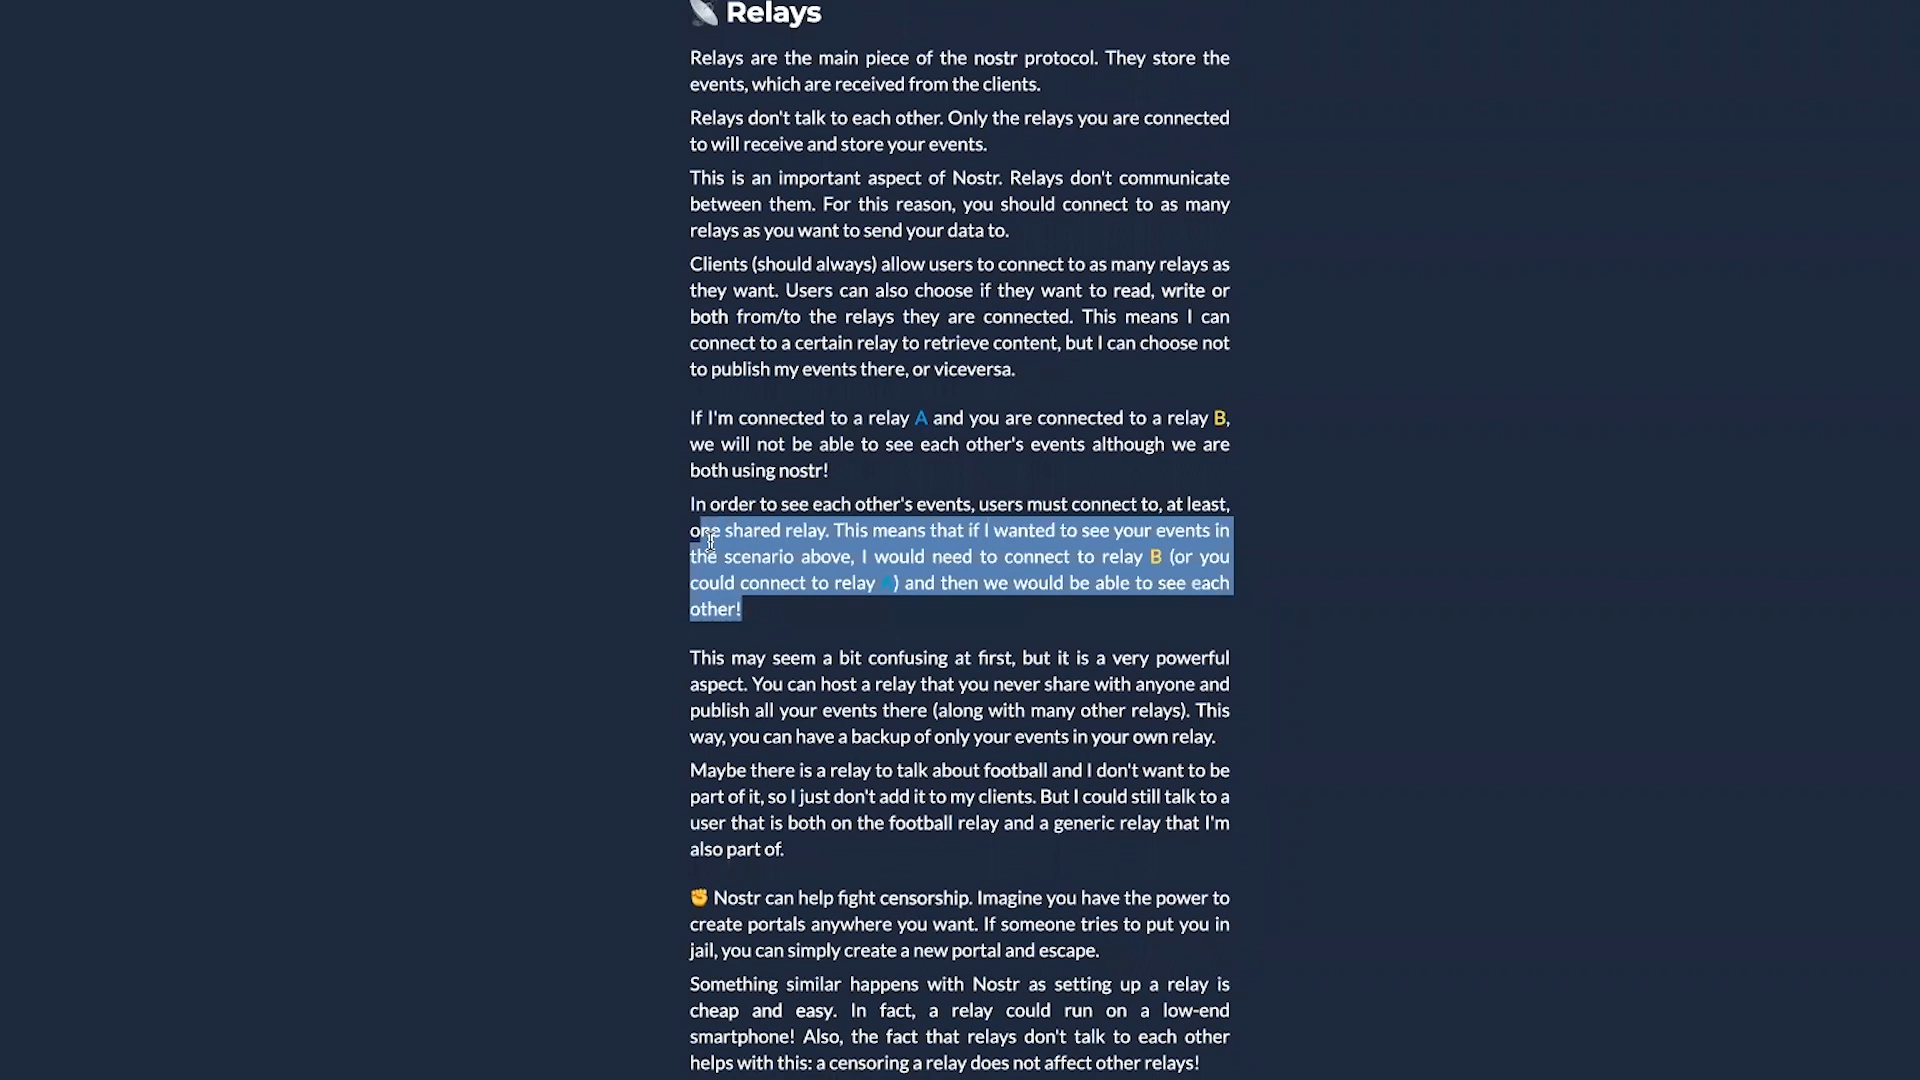 Relays
Relays are the main piece of the nostr protocol. They store the
events, which are received from the clients.
Relays don't talk to each other. Only the relays you are connected
to will receive and store your events.
This is an important aspect of Nostr. Relays don't communicate
between them. For this reason, you should connect to as many
relays as you want to send your data to.
Clients (should always) allow users to connect to as many relays as
they want. Users can also choose if they want to read, write or
both from/to the relays they are connected. This means I can
connect to a certain relay to retrieve content, but I can choose not
to publish my events there, or viceversa.
If I'm connected to a relay A and you are connected to a relay B,
we will not be able to see each other's events although we are
both using nostr!
In order to see each other's events, users must connect to, at least,
one shared relay. This means that if I wanted to see your events in
the scenario above, I would need to connect to relay B (or you
could connect to relay A) and then we would be able to see each
other!
This may seem a bit confusing at first, but it is a very powerful
aspect. You can host a relay that you never share with anyone and
publish all your events there (along with many other relays). This
way, you can have a backup of only your events in your own relay.
Maybe there is a relay to talk about football and I don't want to be
part of it, so I just don't add it to my clients. But I could still talk to a
user that is both on the football relay and a generic relay that I'm
also part of.
✊ Nostr can help fight censorship. Imagine you have the power to
create portals anywhere you want. If someone tries to put you in
jail, you can simply create a new portal and escape.
Something similar happens with Nostr as setting up a relay is
cheap and easy. In fact, a relay could run on a low-end
smartphone! Also, the fact that relays don't talk to each other
helps with this: a censoring a relay does not affect other relays!